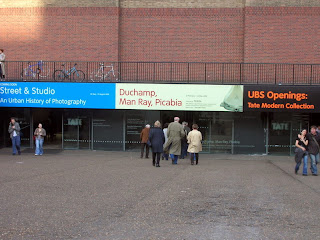 Street & Studio
An Urban History of Photography
Duchamp,
Man Ray, Picabia
UBS Openings:
Tate Modern Collection
TATE
TATE